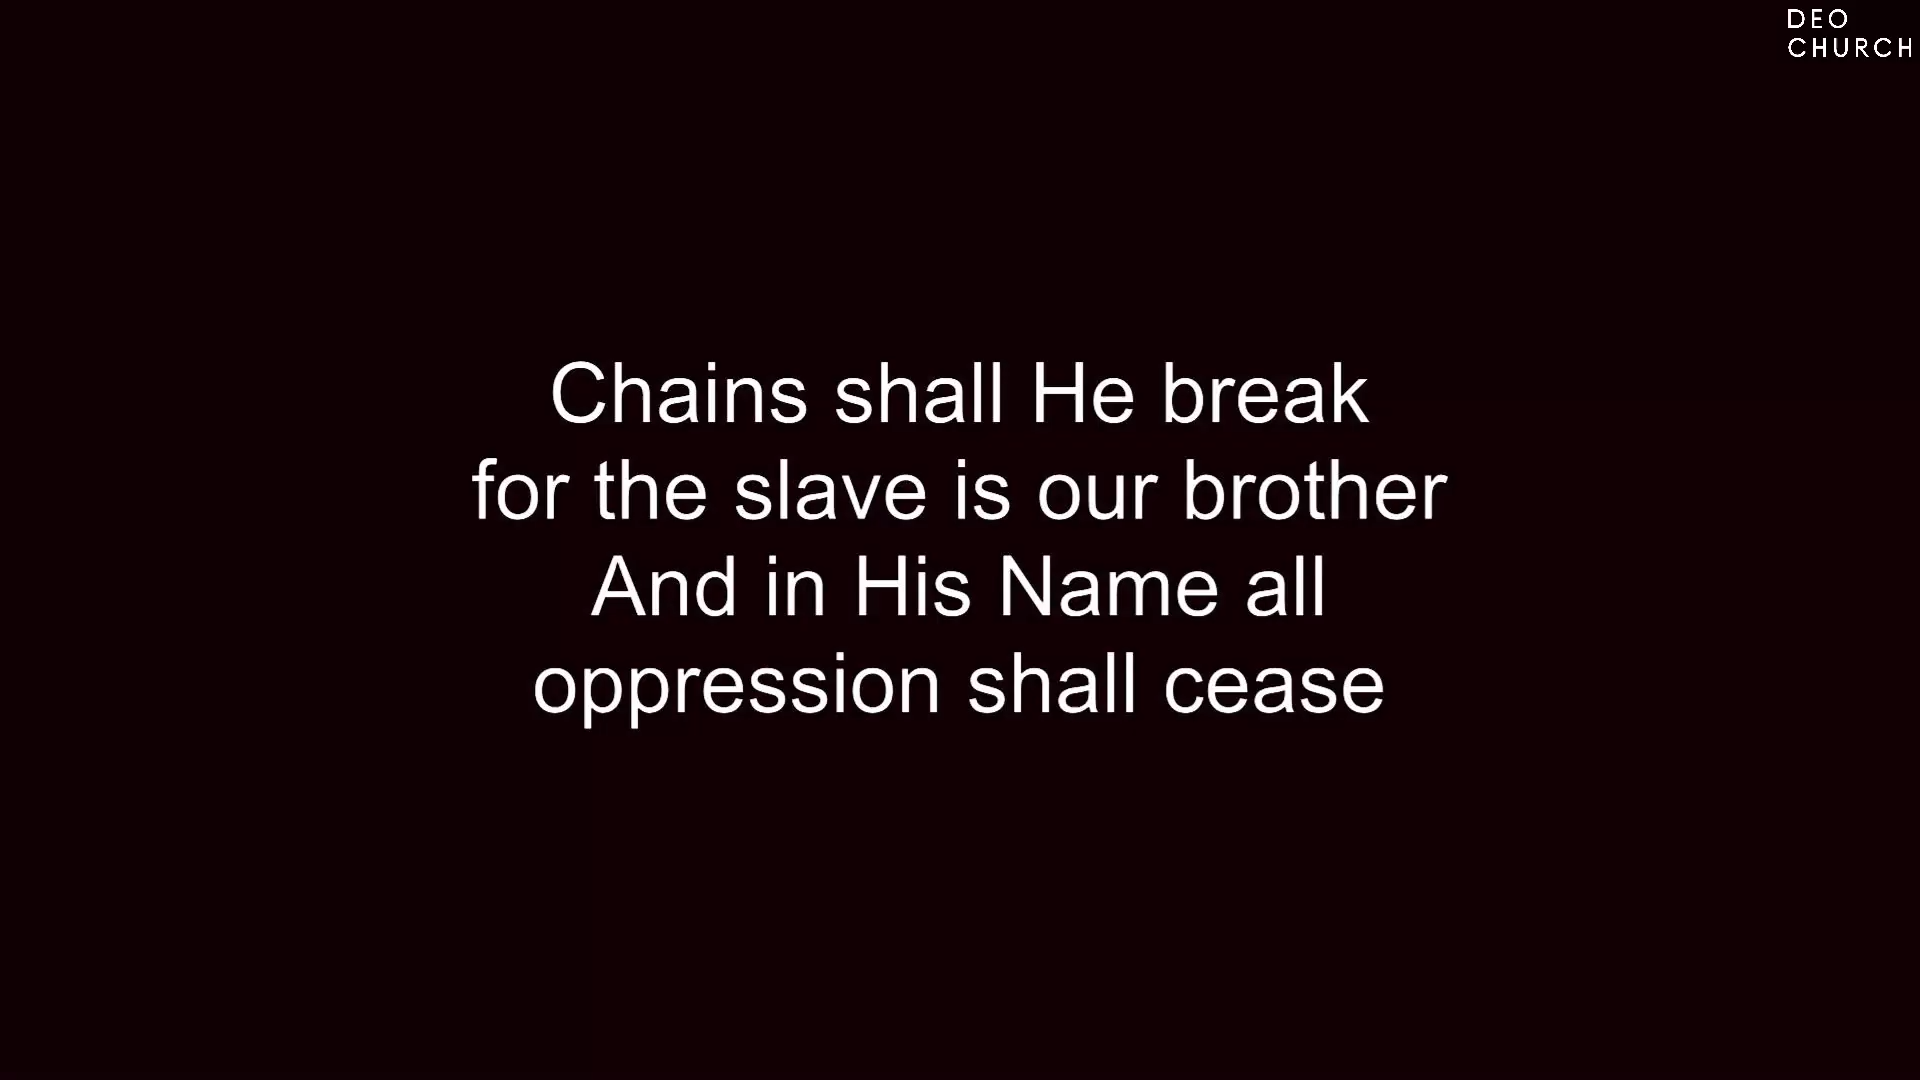 DEO
CHURCH
Chains shall He break
for the slave is our brother
And in His Name all
oppression shall cease